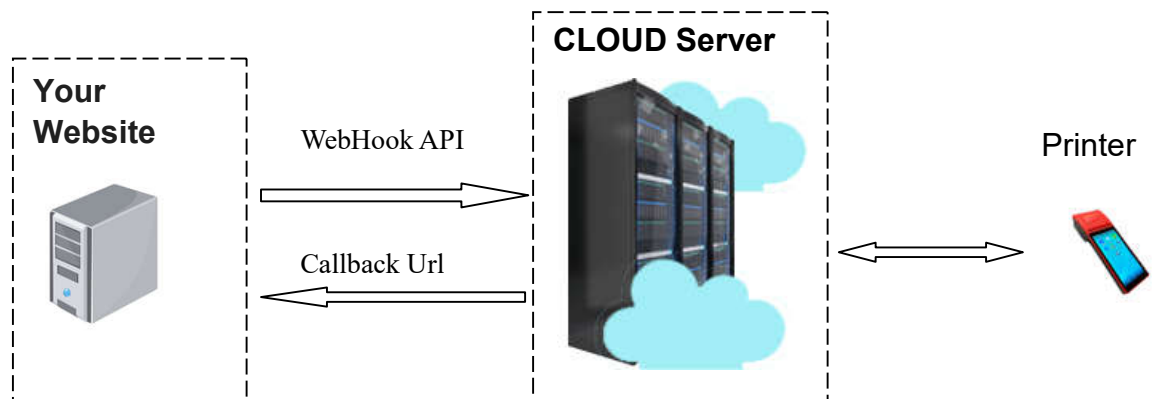 CLOUD Server
Your
Website
WebHook API
Printer
Callback Url